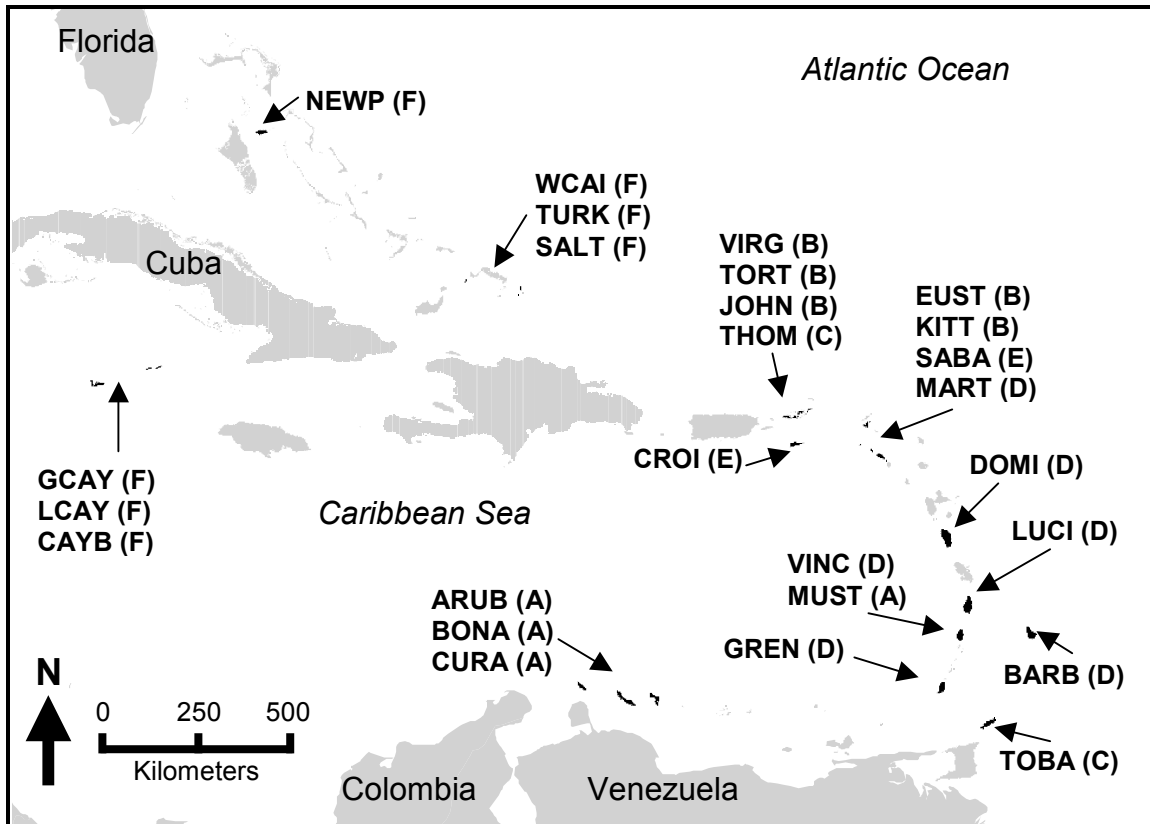 Florida
Atlantic Ocean
NEWP (F)
WCAI (F)
TURK (F)
SALT (F)
Cuba
VIRG (B)
TORT (B)
JOHN (B)
THOM (C)
EUST (B)
KITT (B)
SABA (E)
MART (D)
CROI (E)
DOMI (D)
GCAY (F)
LCAY (F)
CAYB (F)
Caribbean Sea
LUCI (D)
VINC (D)
MUST (A)
ARUB (A)
BONA (A)
CURA (A)
GREN (D)
BARB (D)
N
0 250 500
Kilometers
TOBA (C)
Colombia
Venezuela